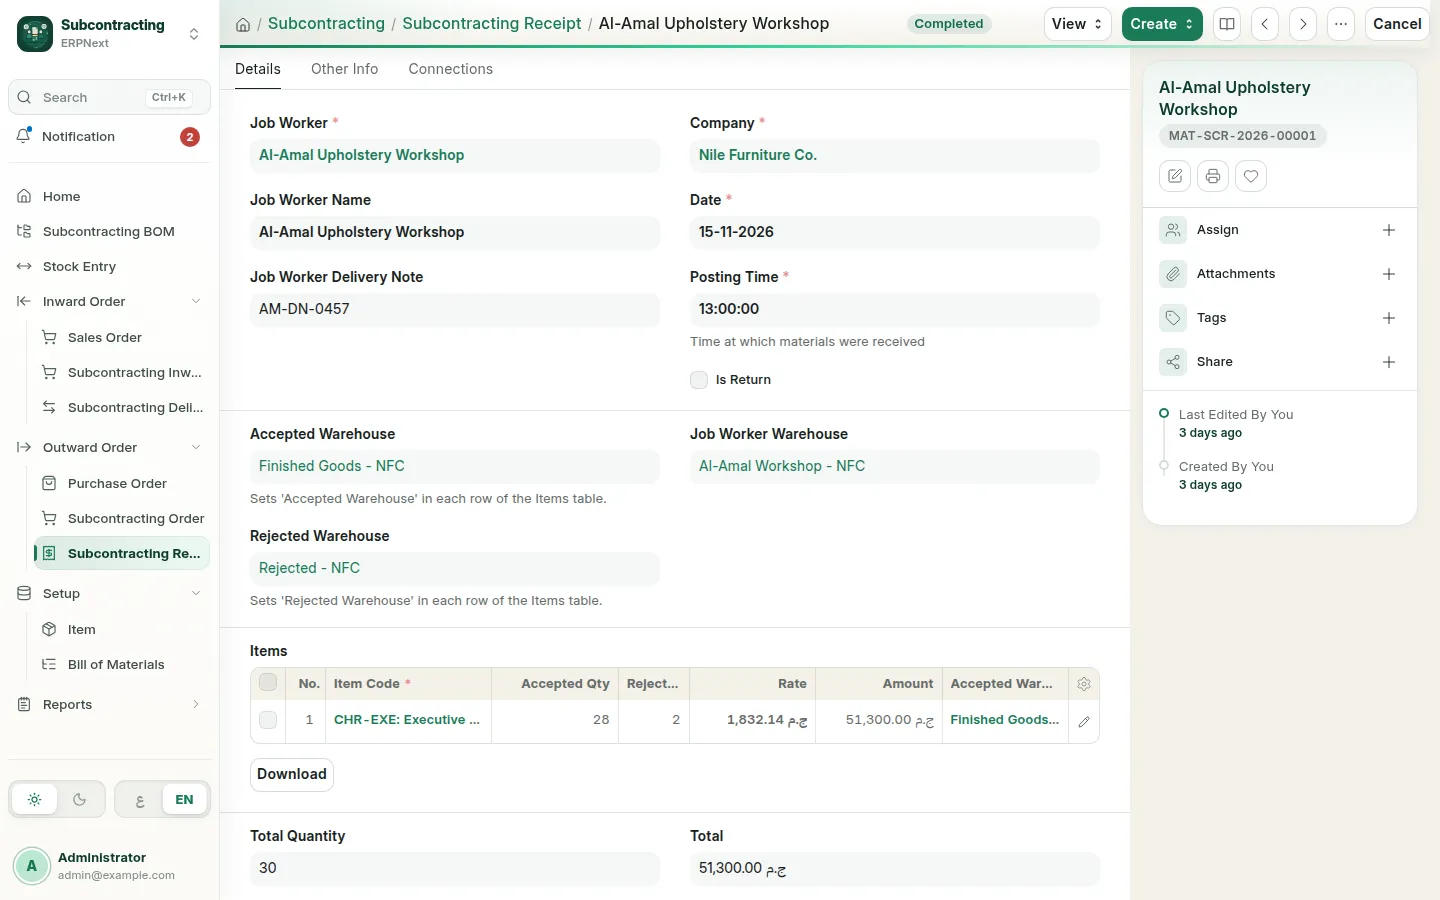 Subcontracting
ERPNext
Search
Ctrl+K
Notification
2
Home
Subcontracting BOM
Stock Entry
Inward Order
Sales Order
Subcontracting Inw...
Subcontracting Deli...
Outward Order
Purchase Order
Subcontracting Order
Subcontracting Re...
Setup
Item
Bill of Materials
Reports
ع
EN
A
Administrator
admin@example.com
/ Subcontracting / Subcontracting Receipt / Al-Amal Upholstery Workshop
Completed
View
Create
Cancel
Details
Other Info
Connections
Job Worker *
Al-Amal Upholstery Workshop
Company *
Nile Furniture Co.
Job Worker Name
Al-Amal Upholstery Workshop
Date *
15-11-2026
Job Worker Delivery Note
AM-DN-0457
Posting Time *
13:00:00
Time at which materials were received
Is Return
Accepted Warehouse
Finished Goods - NFC
Sets 'Accepted Warehouse' in each row of the Items table.
Job Worker Warehouse
Al-Amal Workshop - NFC
Rejected Warehouse
Rejected - NFC
Sets 'Rejected Warehouse' in each row of the Items table.
Items
No. Item Code * Accepted Qty Reject... Rate Amount Accepted War...
1 CHR-EXE: Executive ... 28 2 1,832.14 ج.م 51,300.00 ج.م Finished Goods...
Download
Total Quantity
30
Total
51,300.00 ج.م
Al-Amal Upholstery
Workshop
MAT-SCR-2026-00001
Assign
Attachments
Tags
Share
Last Edited By You
3 days ago
Created By You
3 days ago